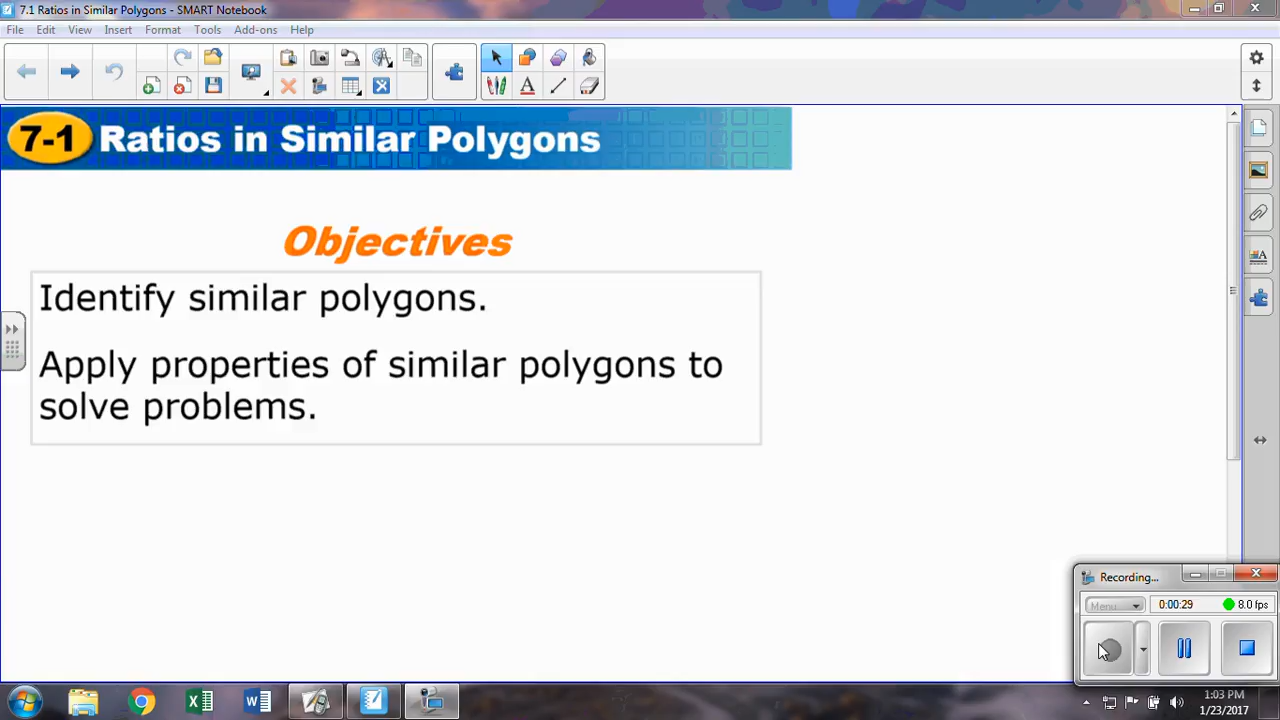 7.1 Ratios in Similar Polygons - SMART Notebook
File Edit View Insert Format Tools Add-ons Help
7-1 Ratios in Similar Polygons
Objectives
Identify similar polygons.
Apply properties of similar polygons to
solve problems.
Recording...
Menu 0:00:29 8.0 fps
1:03 PM
1/23/2017